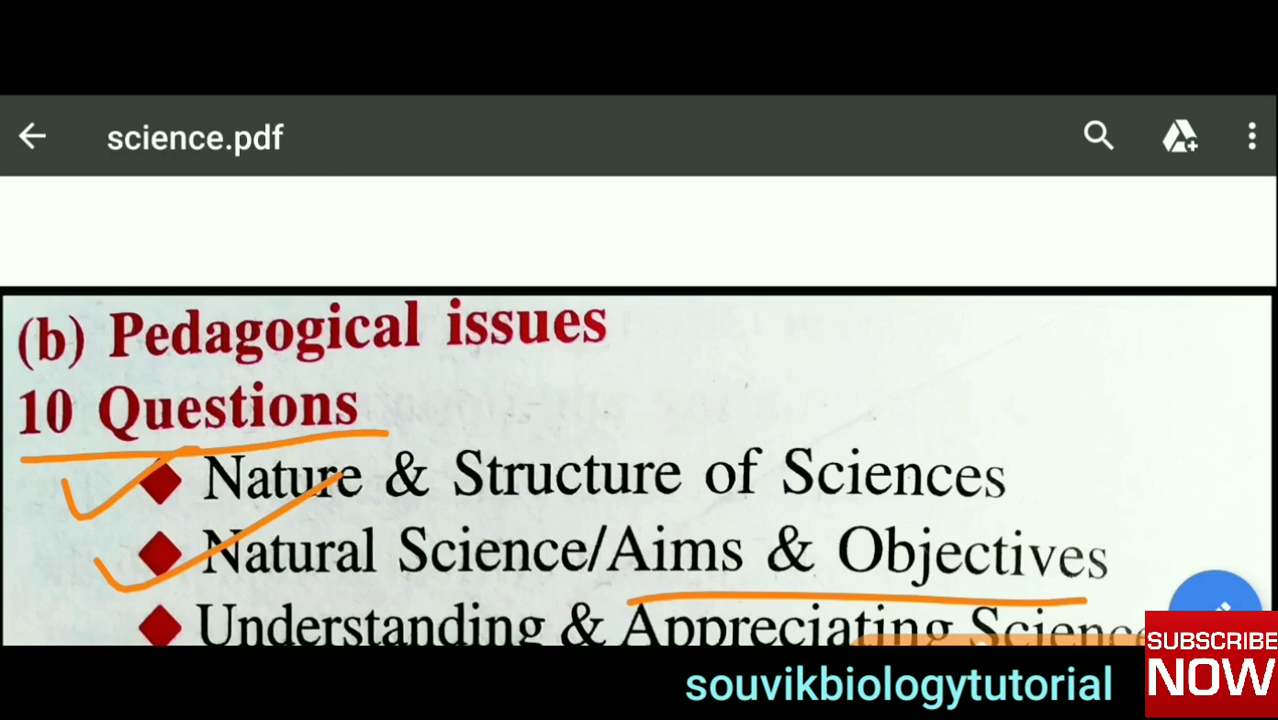 science.pdf
(b) Pedagogical issues
10 Questions
Nature & Structure of Sciences
Natural Science/Aims & Objectives
Understanding & Appreciating Science
SUBSCRIBE
NOW
souvikbiologytutorial